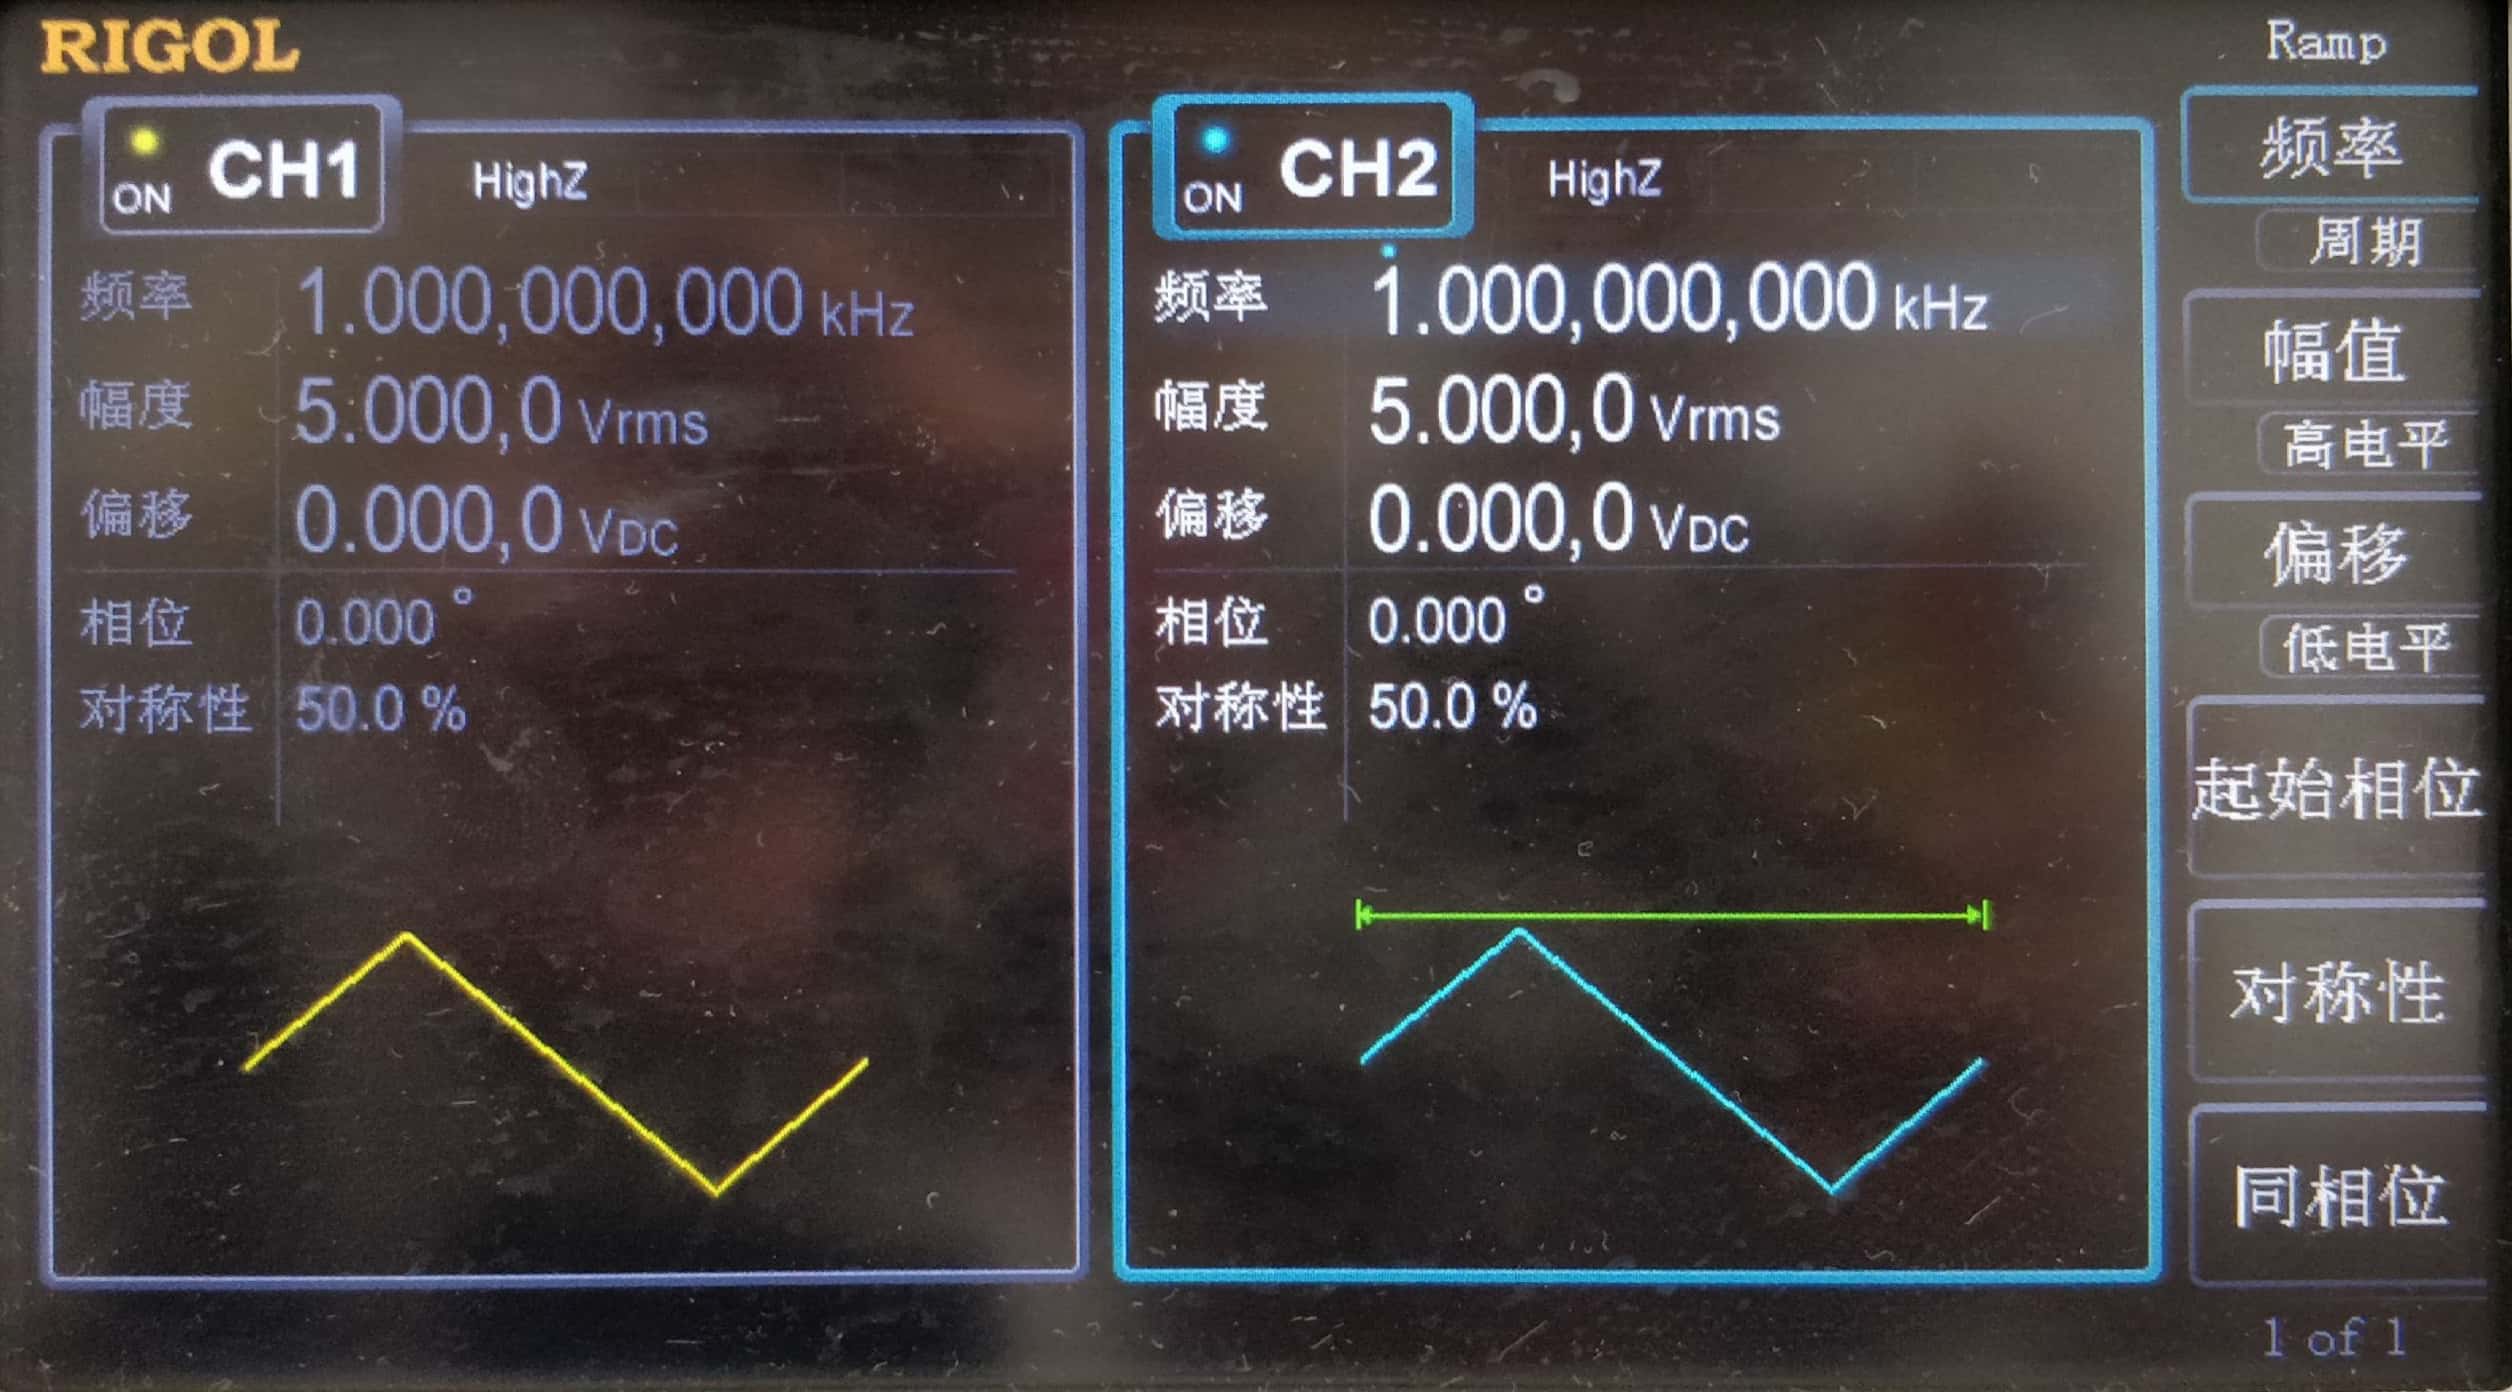 RIGOL
Ramp
ON CH1 HighZ
频率 1.000,000,000 kHz
幅度 5.000,0 Vrms
偏移 0.000,0 VDC
相位 0.000 °
对称性 50.0 %
ON CH2 HighZ
频率 1.000,000,000 kHz
幅度 5.000,0 Vrms
偏移 0.000,0 VDC
相位 0.000 °
对称性 50.0 %
频率
周期
幅值
高电平
偏移
低电平
起始相位
对称性
同相位
1 of 1